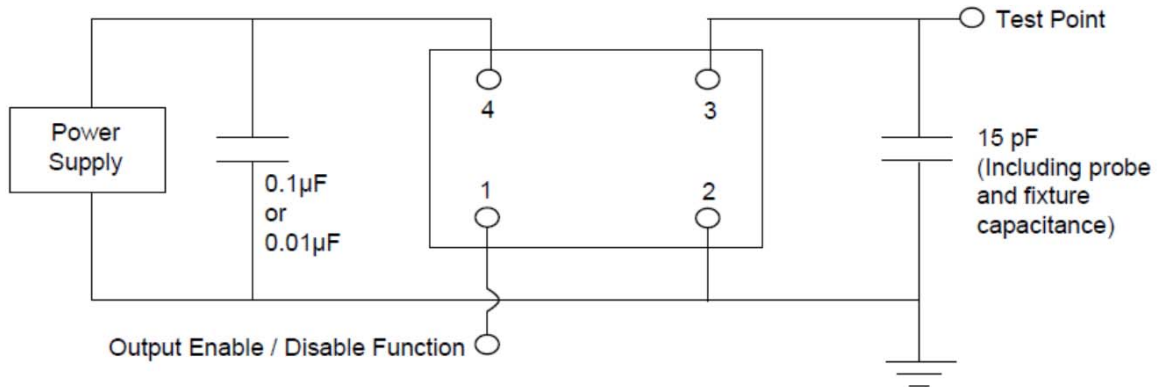 Test Point
4
3
Power
Supply
15 pF
(Including probe
and fixture
capacitance)
0.1µF
or
0.01µF
1
2
Output Enable / Disable Function